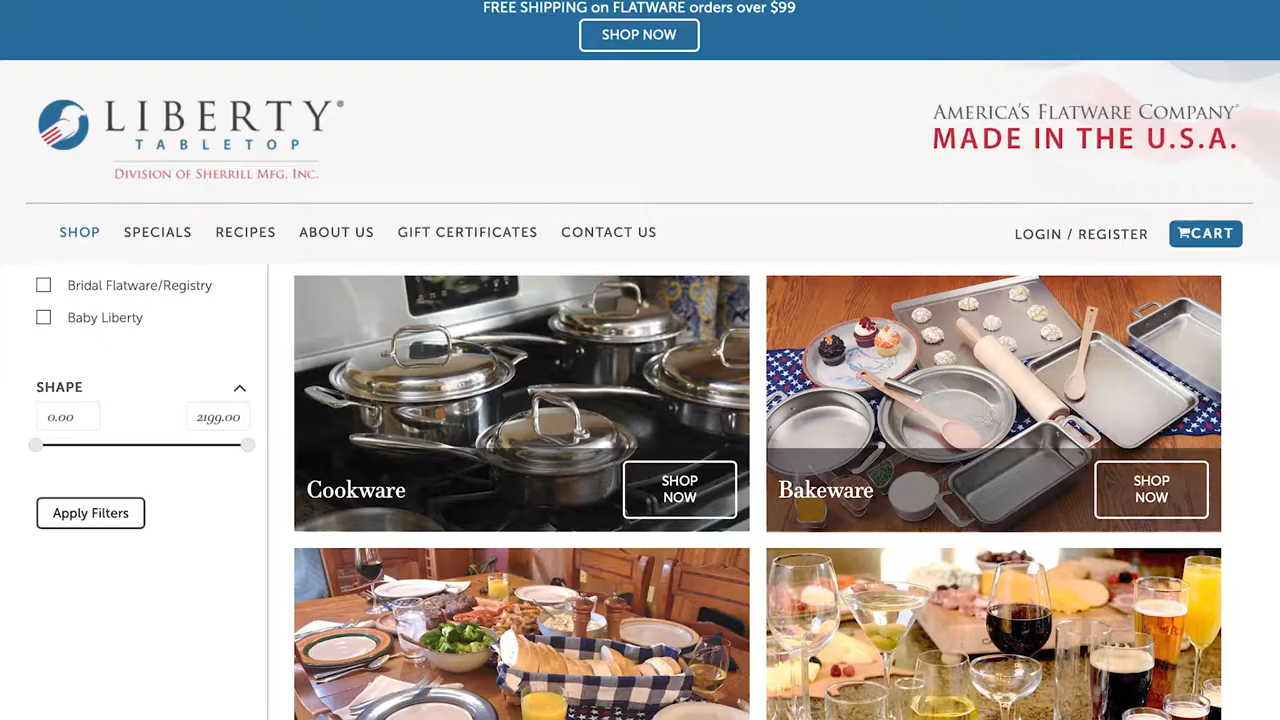 FREE SHIPPING on FLATWARE orders over $99
SHOP NOW
LIBERTY®
TABLETOP
DIVISION OF SHERRILL MFG, INC.
AMERICA'S FLATWARE COMPANY®
MADE IN THE U.S.A.
SHOP SPECIALS RECIPES ABOUT US GIFT CERTIFICATES CONTACT US
LOGIN / REGISTER
CART
Bridal Flatware/Registry
Baby Liberty
SHAPE
0.00
2199.00
Apply Filters
Cookware
SHOP
NOW
Bakeware
SHOP
NOW